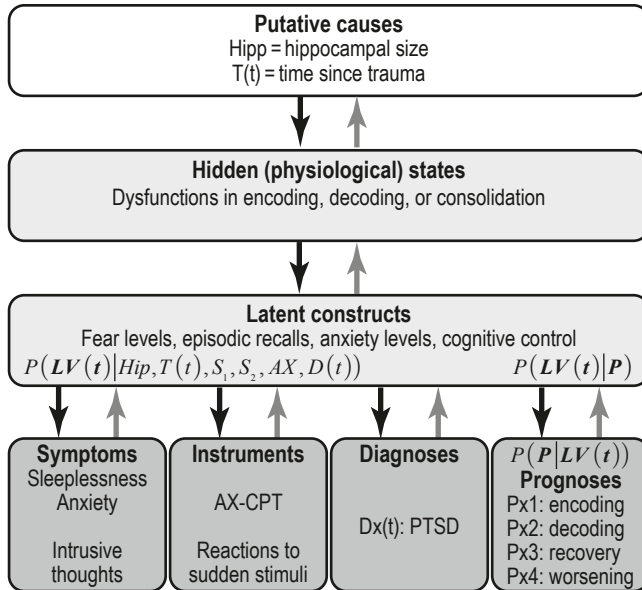 Putative causes
Hipp = hippocampal size
T(t) = time since trauma
Hidden (physiological) states
Dysfunctions in encoding, decoding, or consolidation
Latent constructs
Fear levels, episodic recalls, anxiety levels, cognitive control
P(LV(t)|Hip,T(t),S₁,S₂,AX,D(t)) P(LV(t)|P)
Symptoms
Sleeplessness
Anxiety
Intrusive
thoughts
Instruments
AX-CPT
Reactions to
sudden stimuli
Diagnoses
Dx(t): PTSD
P(P|LV(t))
Prognoses
Px1: encoding
Px2: decoding
Px3: recovery
Px4: worsening